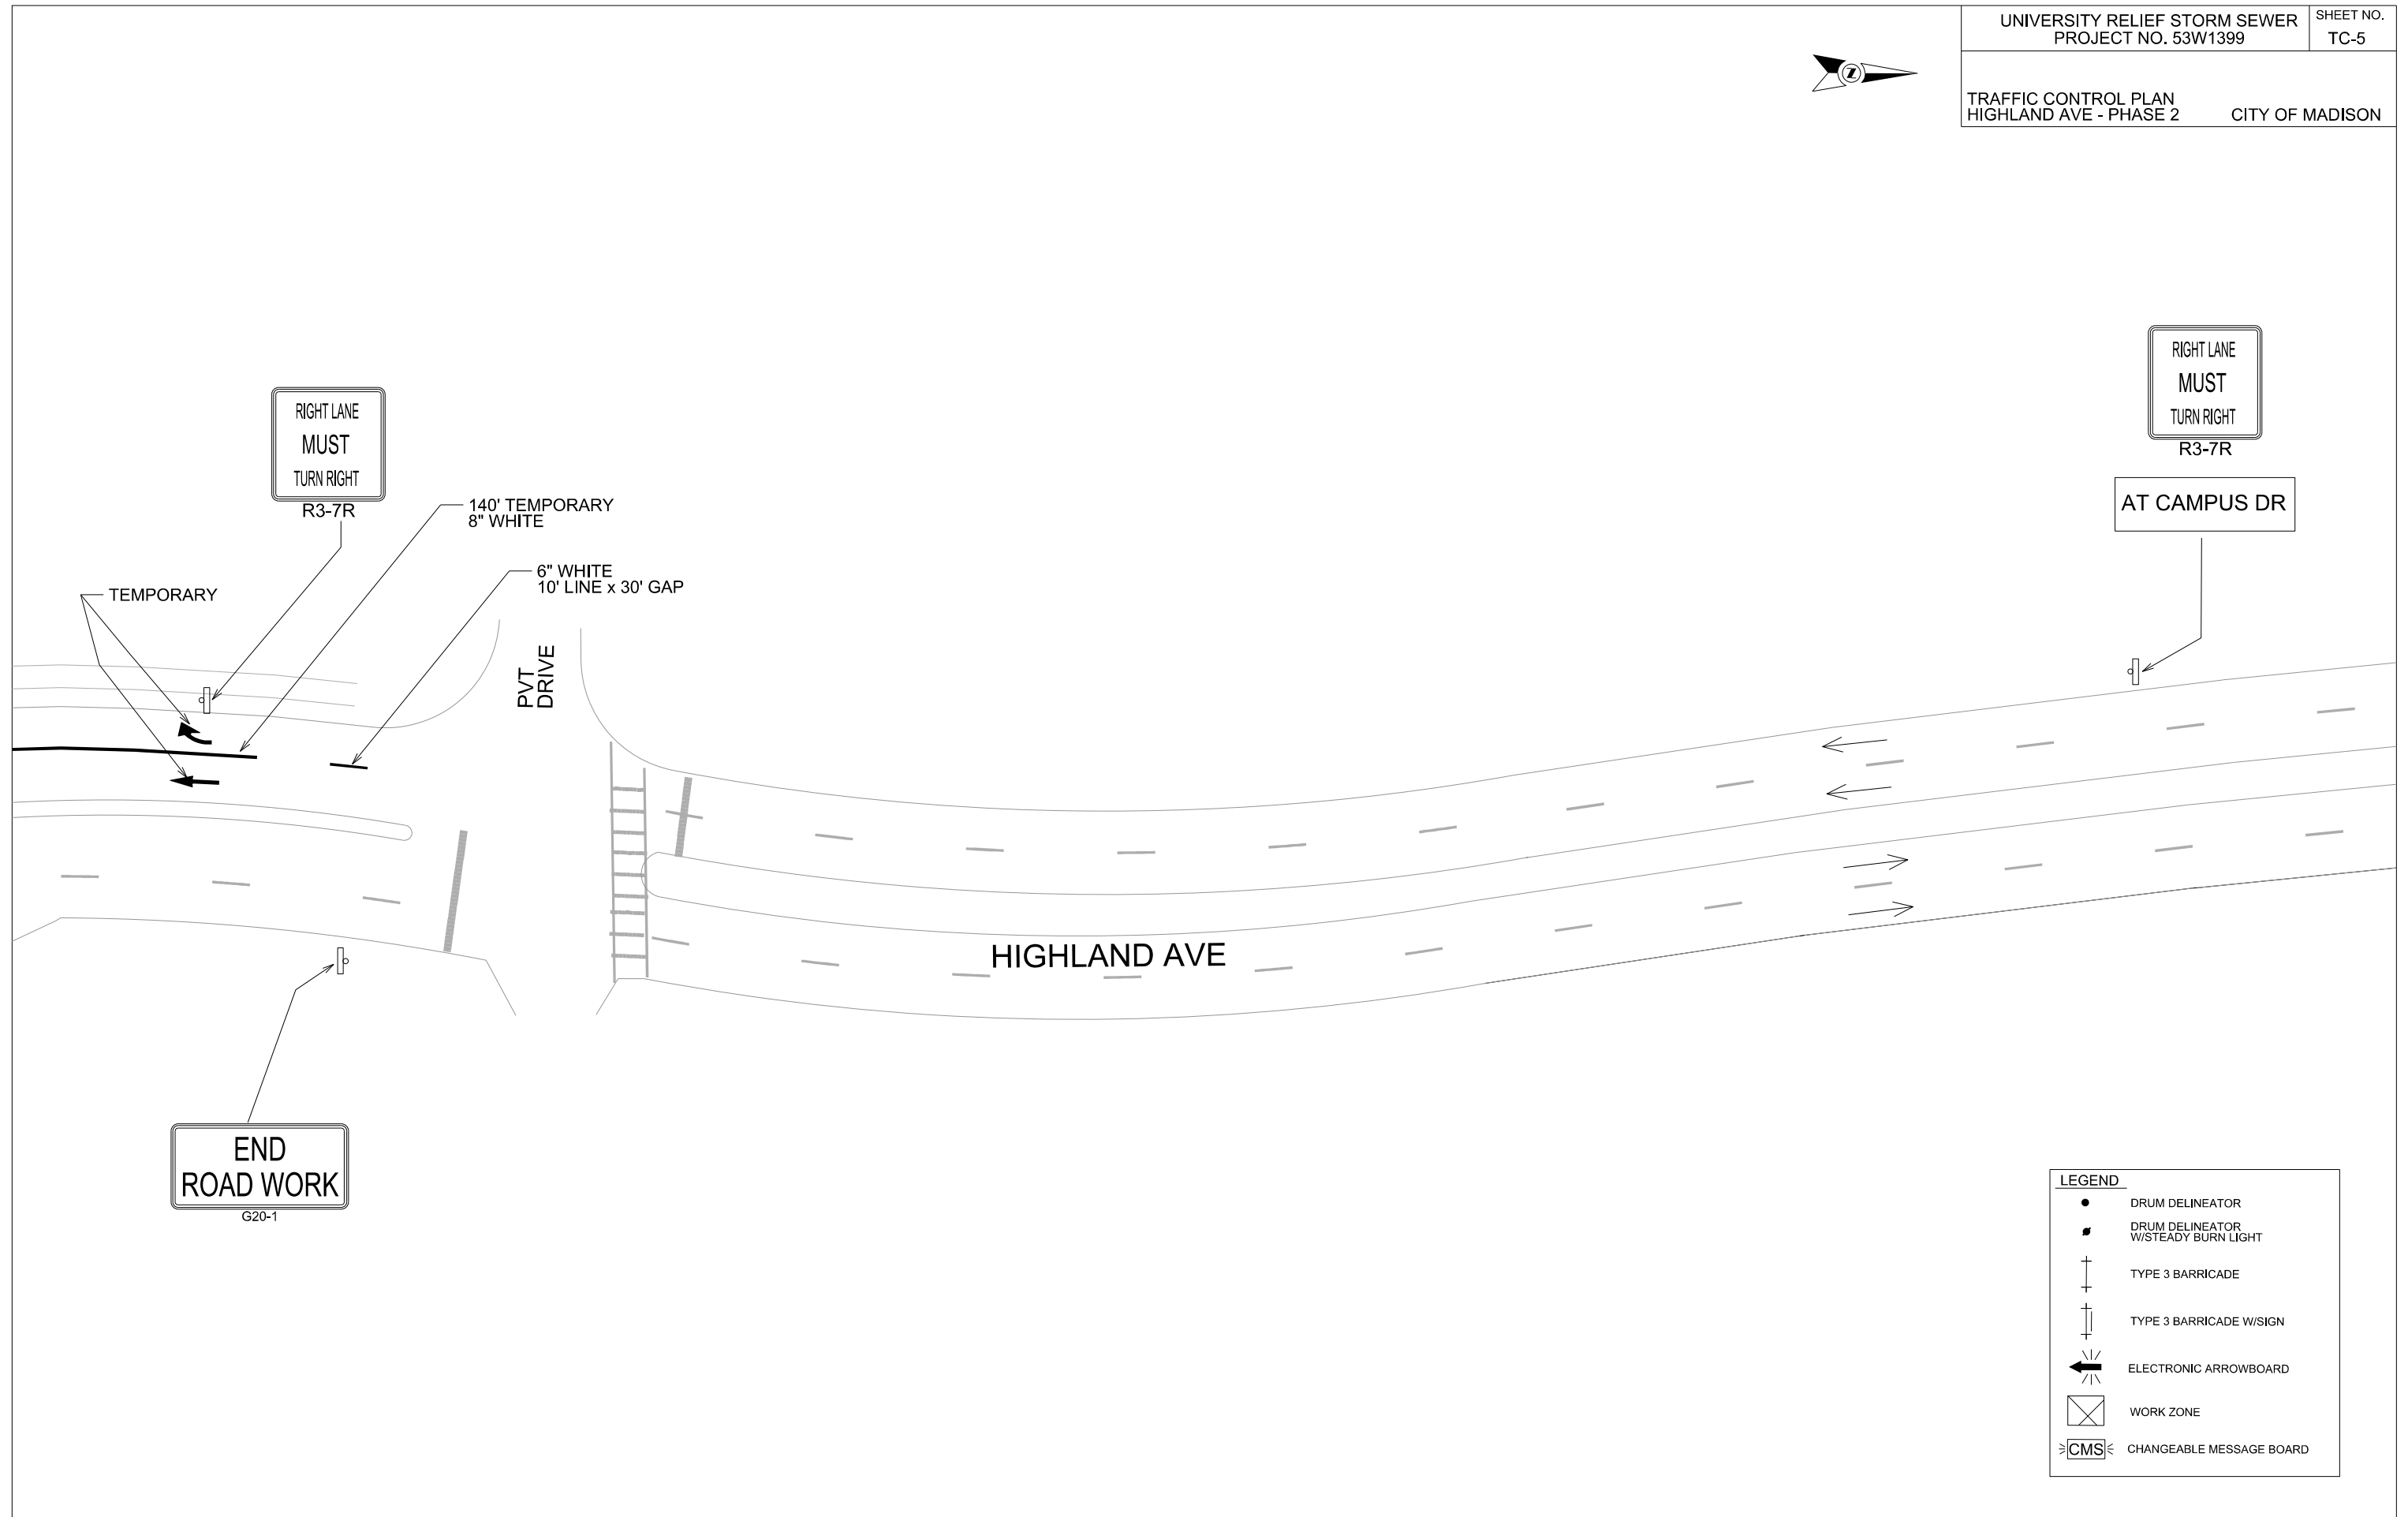 UNIVERSITY RELIEF STORM SEWER
PROJECT NO. 53W1399
SHEET NO.
TC-5
TRAFFIC CONTROL PLAN
HIGHLAND AVE - PHASE 2
CITY OF MADISON
Z
RIGHT LANE
MUST
TURN RIGHT
R3-7R
AT CAMPUS DR
RIGHT LANE
MUST
TURN RIGHT
R3-7R
140' TEMPORARY
8" WHITE
6" WHITE
10' LINE x 30' GAP
TEMPORARY
PVT
DRIVE
HIGHLAND AVE
END
ROAD WORK
G20-1
LEGEND
DRUM DELINEATOR
DRUM DELINEATOR
W/STEADY BURN LIGHT
TYPE 3 BARRICADE
TYPE 3 BARRICADE W/SIGN
ELECTRONIC ARROWBOARD
WORK ZONE
CMS
CHANGEABLE MESSAGE BOARD